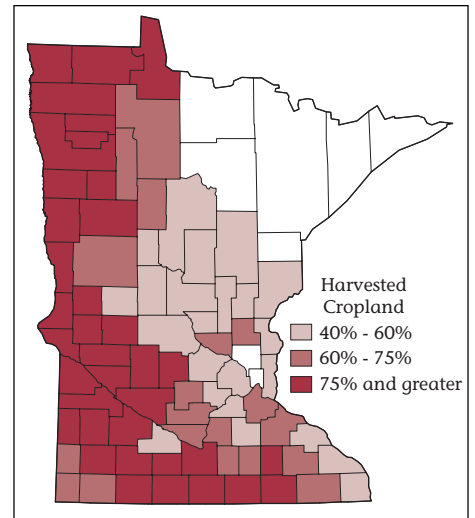 Harvested
Cropland
40% - 60%
60% - 75%
75% and greater